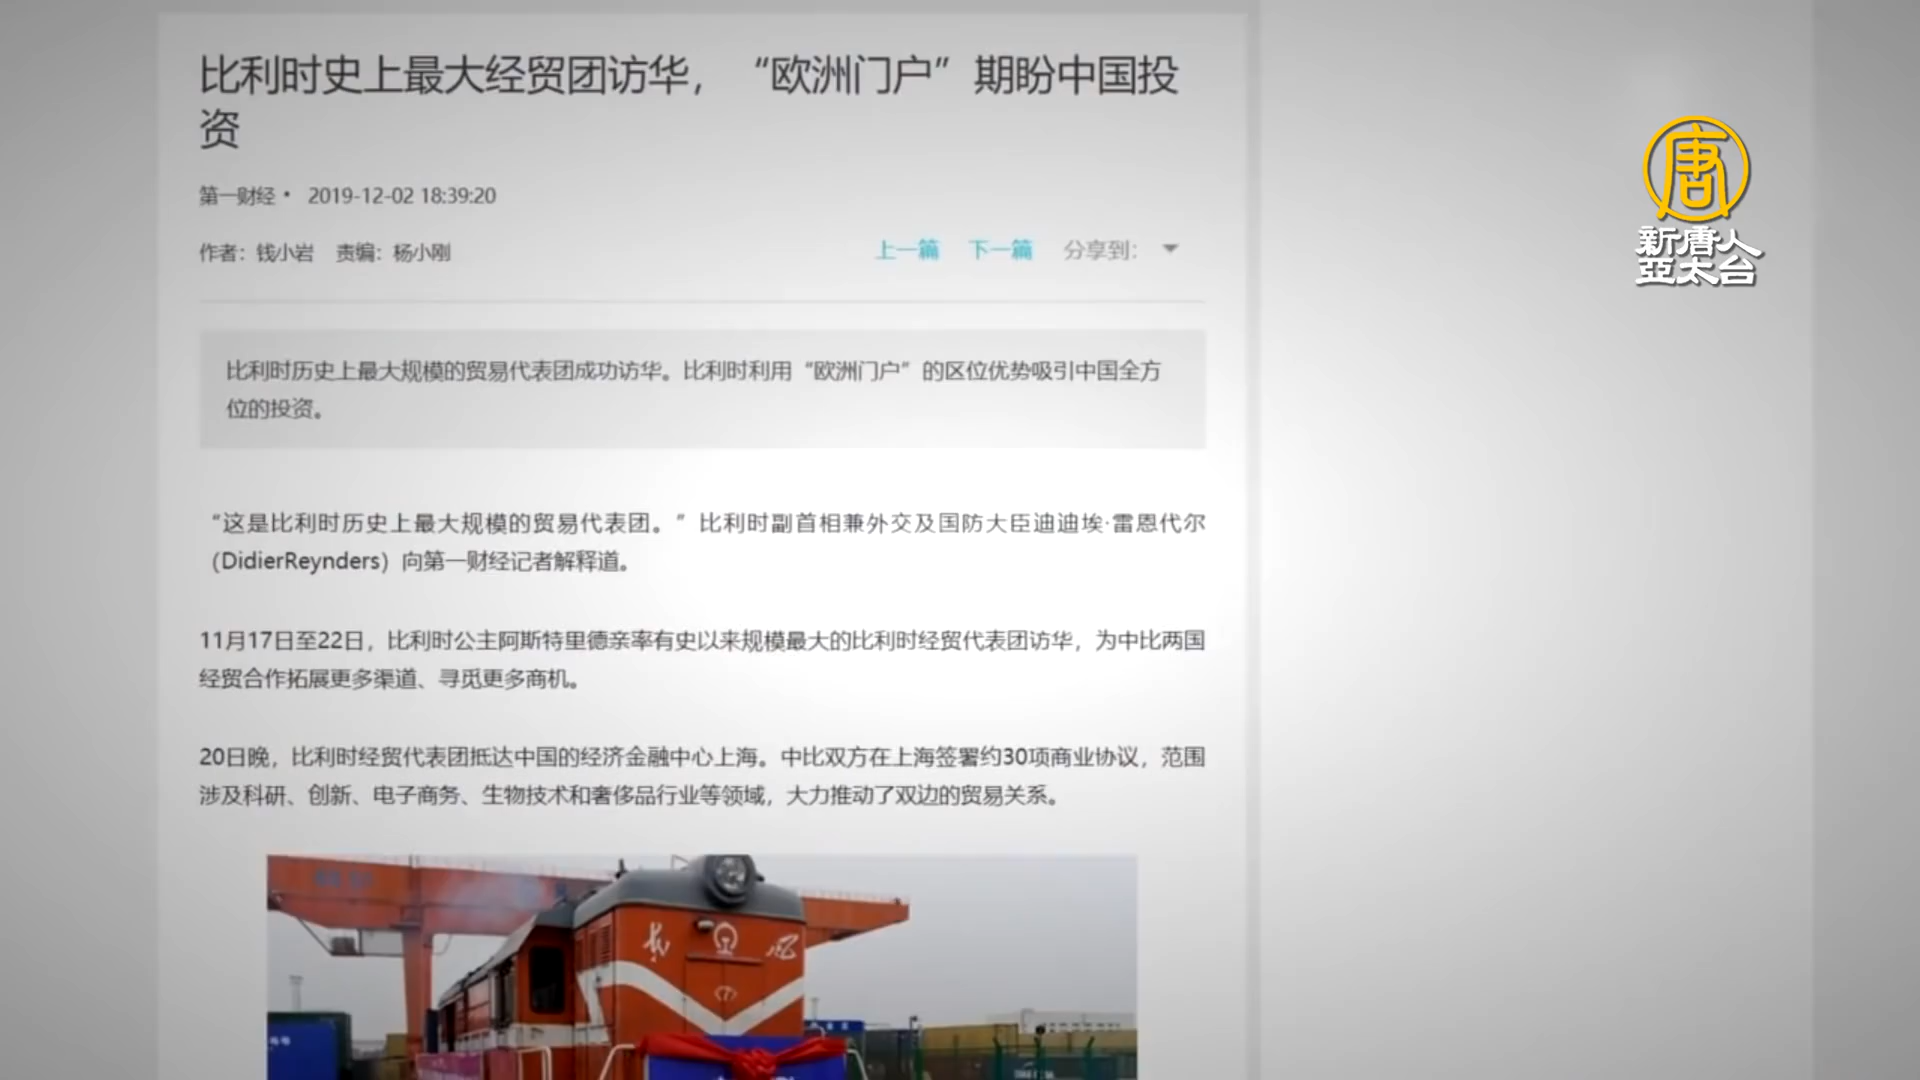 比利时史上最大经贸团访华，“欧洲门户”期盼中国投
资
第一财经 • 2019-12-02 18:39:20
作者：钱小岩 责编：杨小刚
上一篇 下一篇 分享到：
比利时历史上最大规模的贸易代表团成功访华。比利时利用“欧洲门户”的区位优势吸引中国全方
位的投资。
“这是比利时历史上最大规模的贸易代表团。”比利时副首相兼外交及国防大臣迪迪埃·雷恩代尔
（DidierReynders）向第一财经记者解释道。
11月17日至22日，比利时公主阿斯特里德亲率有史以来规模最大的比利时经贸代表团访华，为中比两国
经贸合作拓展更多渠道、寻觅更多商机。
20日晚，比利时经贸代表团抵达中国的经济金融中心上海。中比双方在上海签署约30项商业协议，范围
涉及科研、创新、电子商务、生物技术和奢侈品行业等领域，大力推动了双边的贸易关系。
唐
新唐人
亞太台